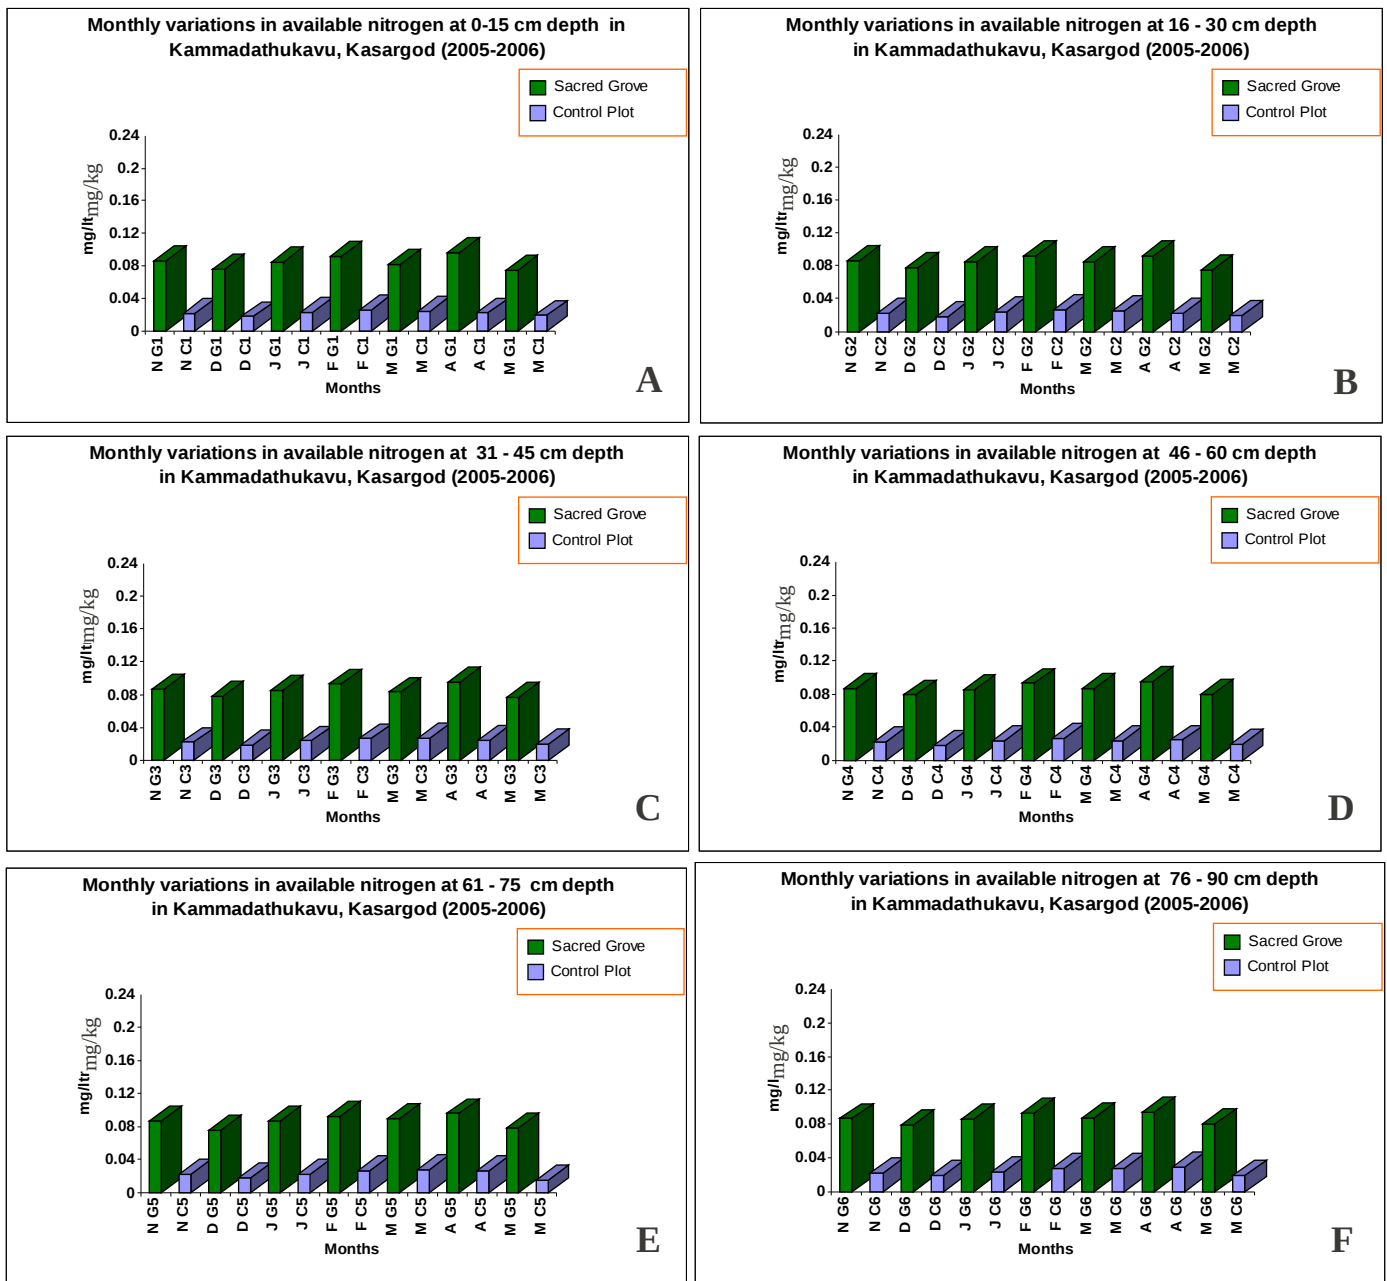 Monthly variations in available nitrogen at 0-15 cm depth in
Kammadathukavu, Kasargod (2005-2006)
Sacred Grove
Control Plot
0.24
0.2
0.16
0.12
0.08
0.04
0
mg/lt mg/kg
N G1 N C1 D G1 D C1 J G1 J C1 F G1 F C1 M G1 M C1 A G1 A C1 M G1 M C1
Months
A
Monthly variations in available nitrogen at 16 - 30 cm depth
in Kammadathukavu, Kasargod (2005-2006)
Sacred Grove
Control Plot
0.24
0.2
0.16
0.12
0.08
0.04
0
mg/ltr mg/kg
N G2 N C2 D G2 D C2 J G2 J C2 F G2 F C2 M G2 M C2 A G2 A C2 M G2 M C2
Months
B
Monthly variations in available nitrogen at 31 - 45 cm depth
in Kammadathukavu, Kasargod (2005-2006)
Sacred Grove
Control Plot
0.24
0.2
0.16
0.12
0.08
0.04
0
mg/lt mg/kg
N G3 N C3 D G3 D C3 J G3 J C3 F G3 F C3 M G3 M C3 A G3 A C3 M G3 M C3
Months
C
Monthly variations in available nitrogen at 46 - 60 cm depth
in Kammadathukavu, Kasargod (2005-2006)
Sacred Grove
Control Plot
0.24
0.2
0.16
0.12
0.08
0.04
0
mg/ltr mg/kg
N G4 N C4 D G4 D C4 J G4 J C4 F G4 F C4 M G4 M C4 A G4 A C4 M G4 M C4
Months
D
Monthly variations in available nitrogen at 61 - 75 cm depth
in Kammadathukavu, Kasargod (2005-2006)
Sacred Grove
Control Plot
0.24
0.2
0.16
0.12
0.08
0.04
0
mg/ltr mg/kg
N G5 N C5 D G5 D C5 J G5 J C5 F G5 F C5 M G5 M C5 A G5 A C5 M G5 M C5
Months
E
Monthly variations in available nitrogen at 76 - 90 cm depth
in Kammadathukavu, Kasargod (2005-2006)
Sacred Grove
Control Plot
0.24
0.2
0.16
0.12
0.08
0.04
0
mg/l mg/kg
N G6 N C6 D G6 D C6 J G6 J C6 F G6 F C6 M G6 M C6 A G6 A C6 M G6 M C6
Months
F